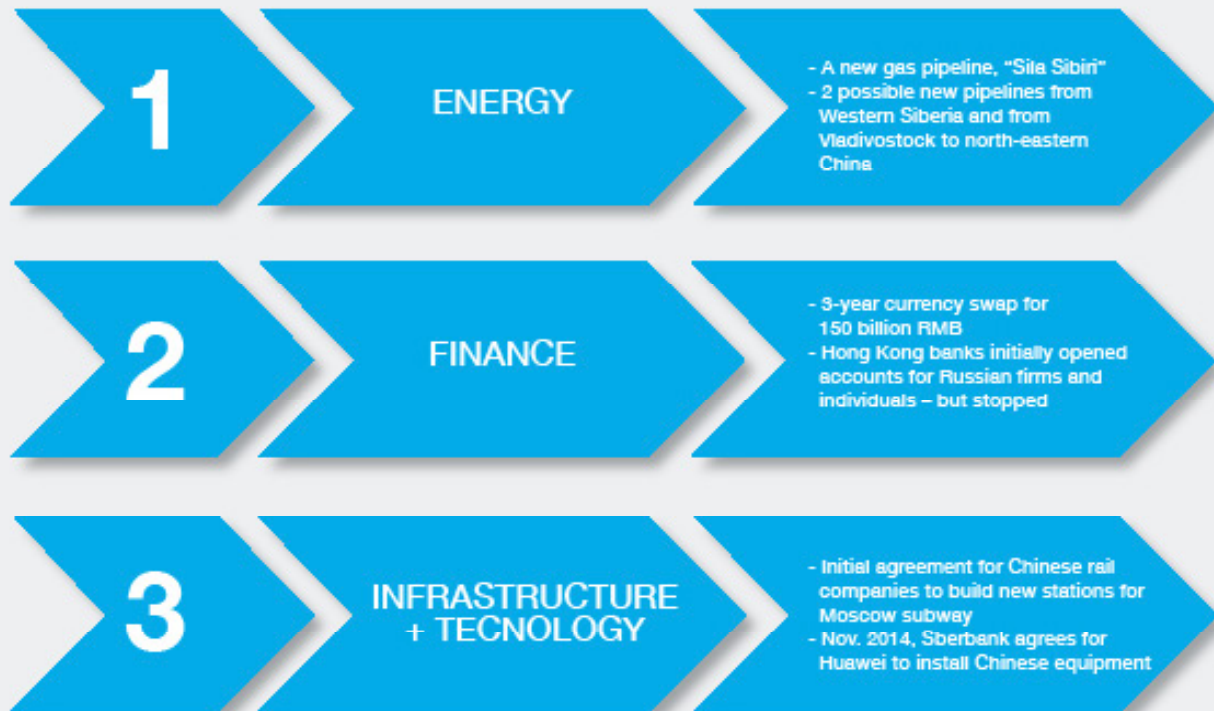 1
ENERGY
- A new gas pipeline, “Sila Sibiri”
- 2 possible new pipelines from
Western Siberia and from
Vladivostock to north-eastern
China
2
FINANCE
- 3-year currency swap for
150 billion RMB
- Hong Kong banks initially opened
accounts for Russian firms and
individuals – but stopped
3
INFRASTRUCTURE
+ TECNOLOGY
- Initial agreement for Chinese rail
companies to build new stations for
Moscow subway
- Nov. 2014, Sberbank agrees for
Huawei to install Chinese equipment